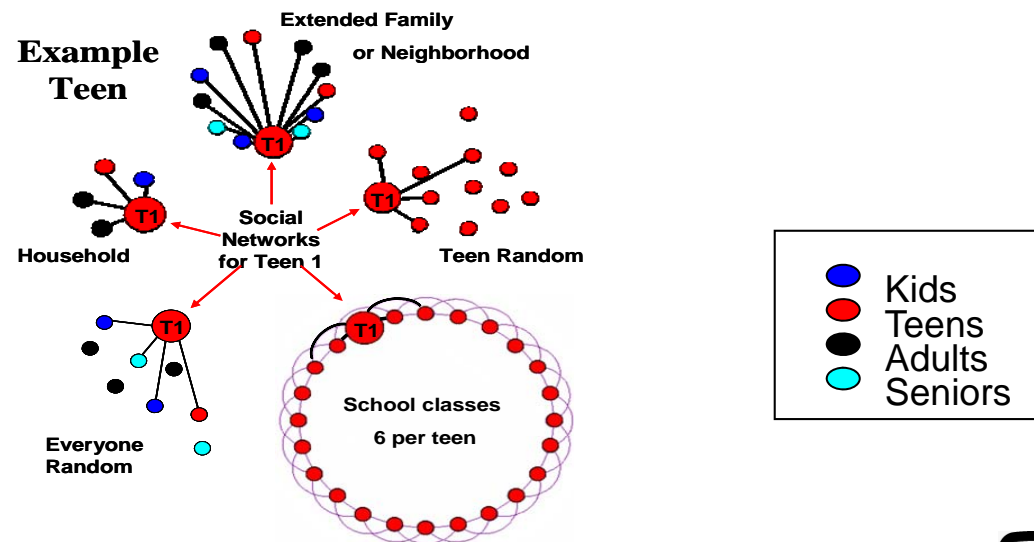 Example
Teen
Extended Family
or Neighborhood
T1
T1
T1
Household
Social
Networks
for Teen 1
Teen Random
T1
T1
School classes
6 per teen
Everyone
Random
Kids
Teens
Adults
Seniors